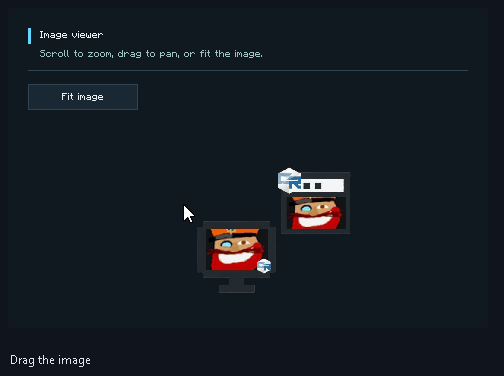 Image viewer
Scroll to zoom, drag to pan, or fit the image.
Fit image
Drag the image